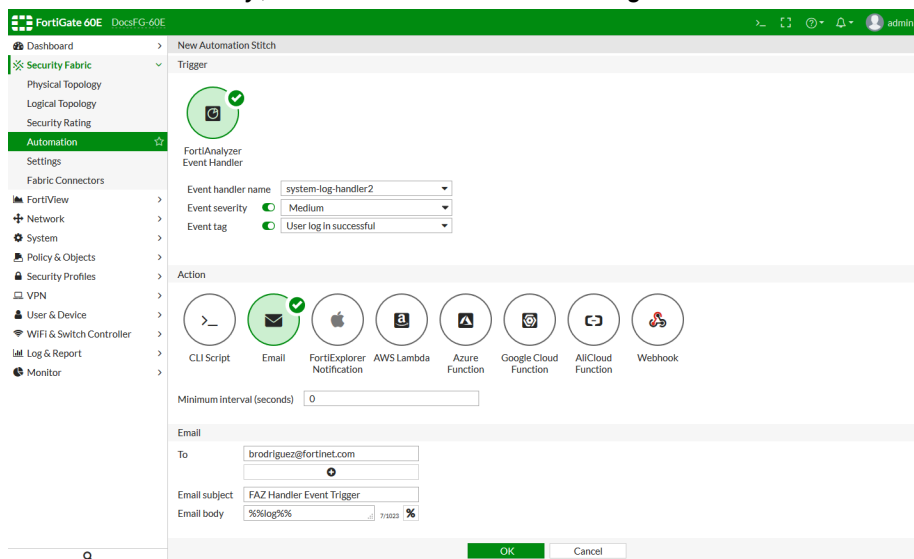 FortiGate 60E DocsFG-60E
>_ admin
Dashboard
Security Fabric
Physical Topology
Logical Topology
Security Rating
Automation
Settings
Fabric Connectors
FortiView
Network
System
Policy & Objects
Security Profiles
VPN
User & Device
WiFi & Switch Controller
Log & Report
Monitor
New Automation Stitch
Trigger
FortiAnalyzer
Event Handler
Event handler name system-log-handler2
Event severity Medium
Event tag User log in successful
Action
CLI Script Email FortiExplorer Notification AWS Lambda Azure Function Google Cloud Function AliCloud Function Webhook
Minimum interval (seconds) 0
Email
To brodriguez@fortinet.com
Email subject FAZ Handler Event Trigger
Email body %%log%% 7/1023 %
OK Cancel